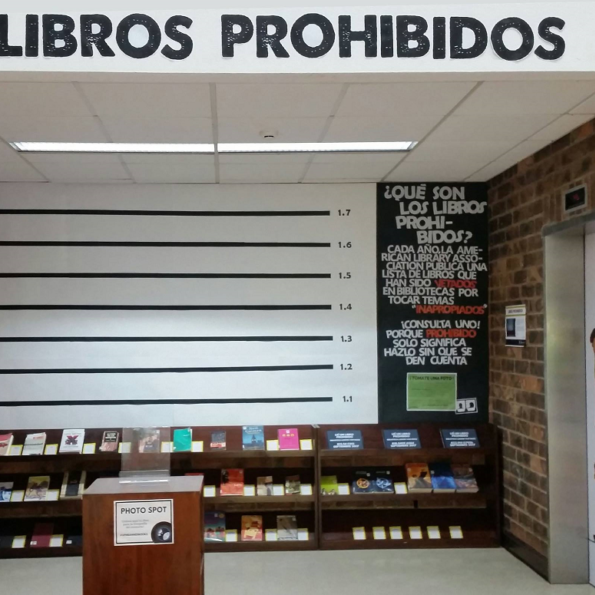 LIBROS PROHIBIDOS
1.7
1.6
1.5
1.4
1.3
1.2
1.1
¿QUÉ SON
LOS LIBROS
PROHI-
BIDOS?
CADA AÑO, LA AME-
RICAN LIBRARY ASSO-
CIATION PUBLICA UNA
LISTA DE LIBROS QUE
HAN SIDO VETADOS
EN BIBLIOTECAS POR
TOCAR TEMAS
"INAPROPIADOS"
¡CONSULTA UNO!
PORQUE PROHIBIDO
SOLO SIGNIFICA
HAZLO SIN QUE SE
DEN CUENTA
PHOTO SPOT